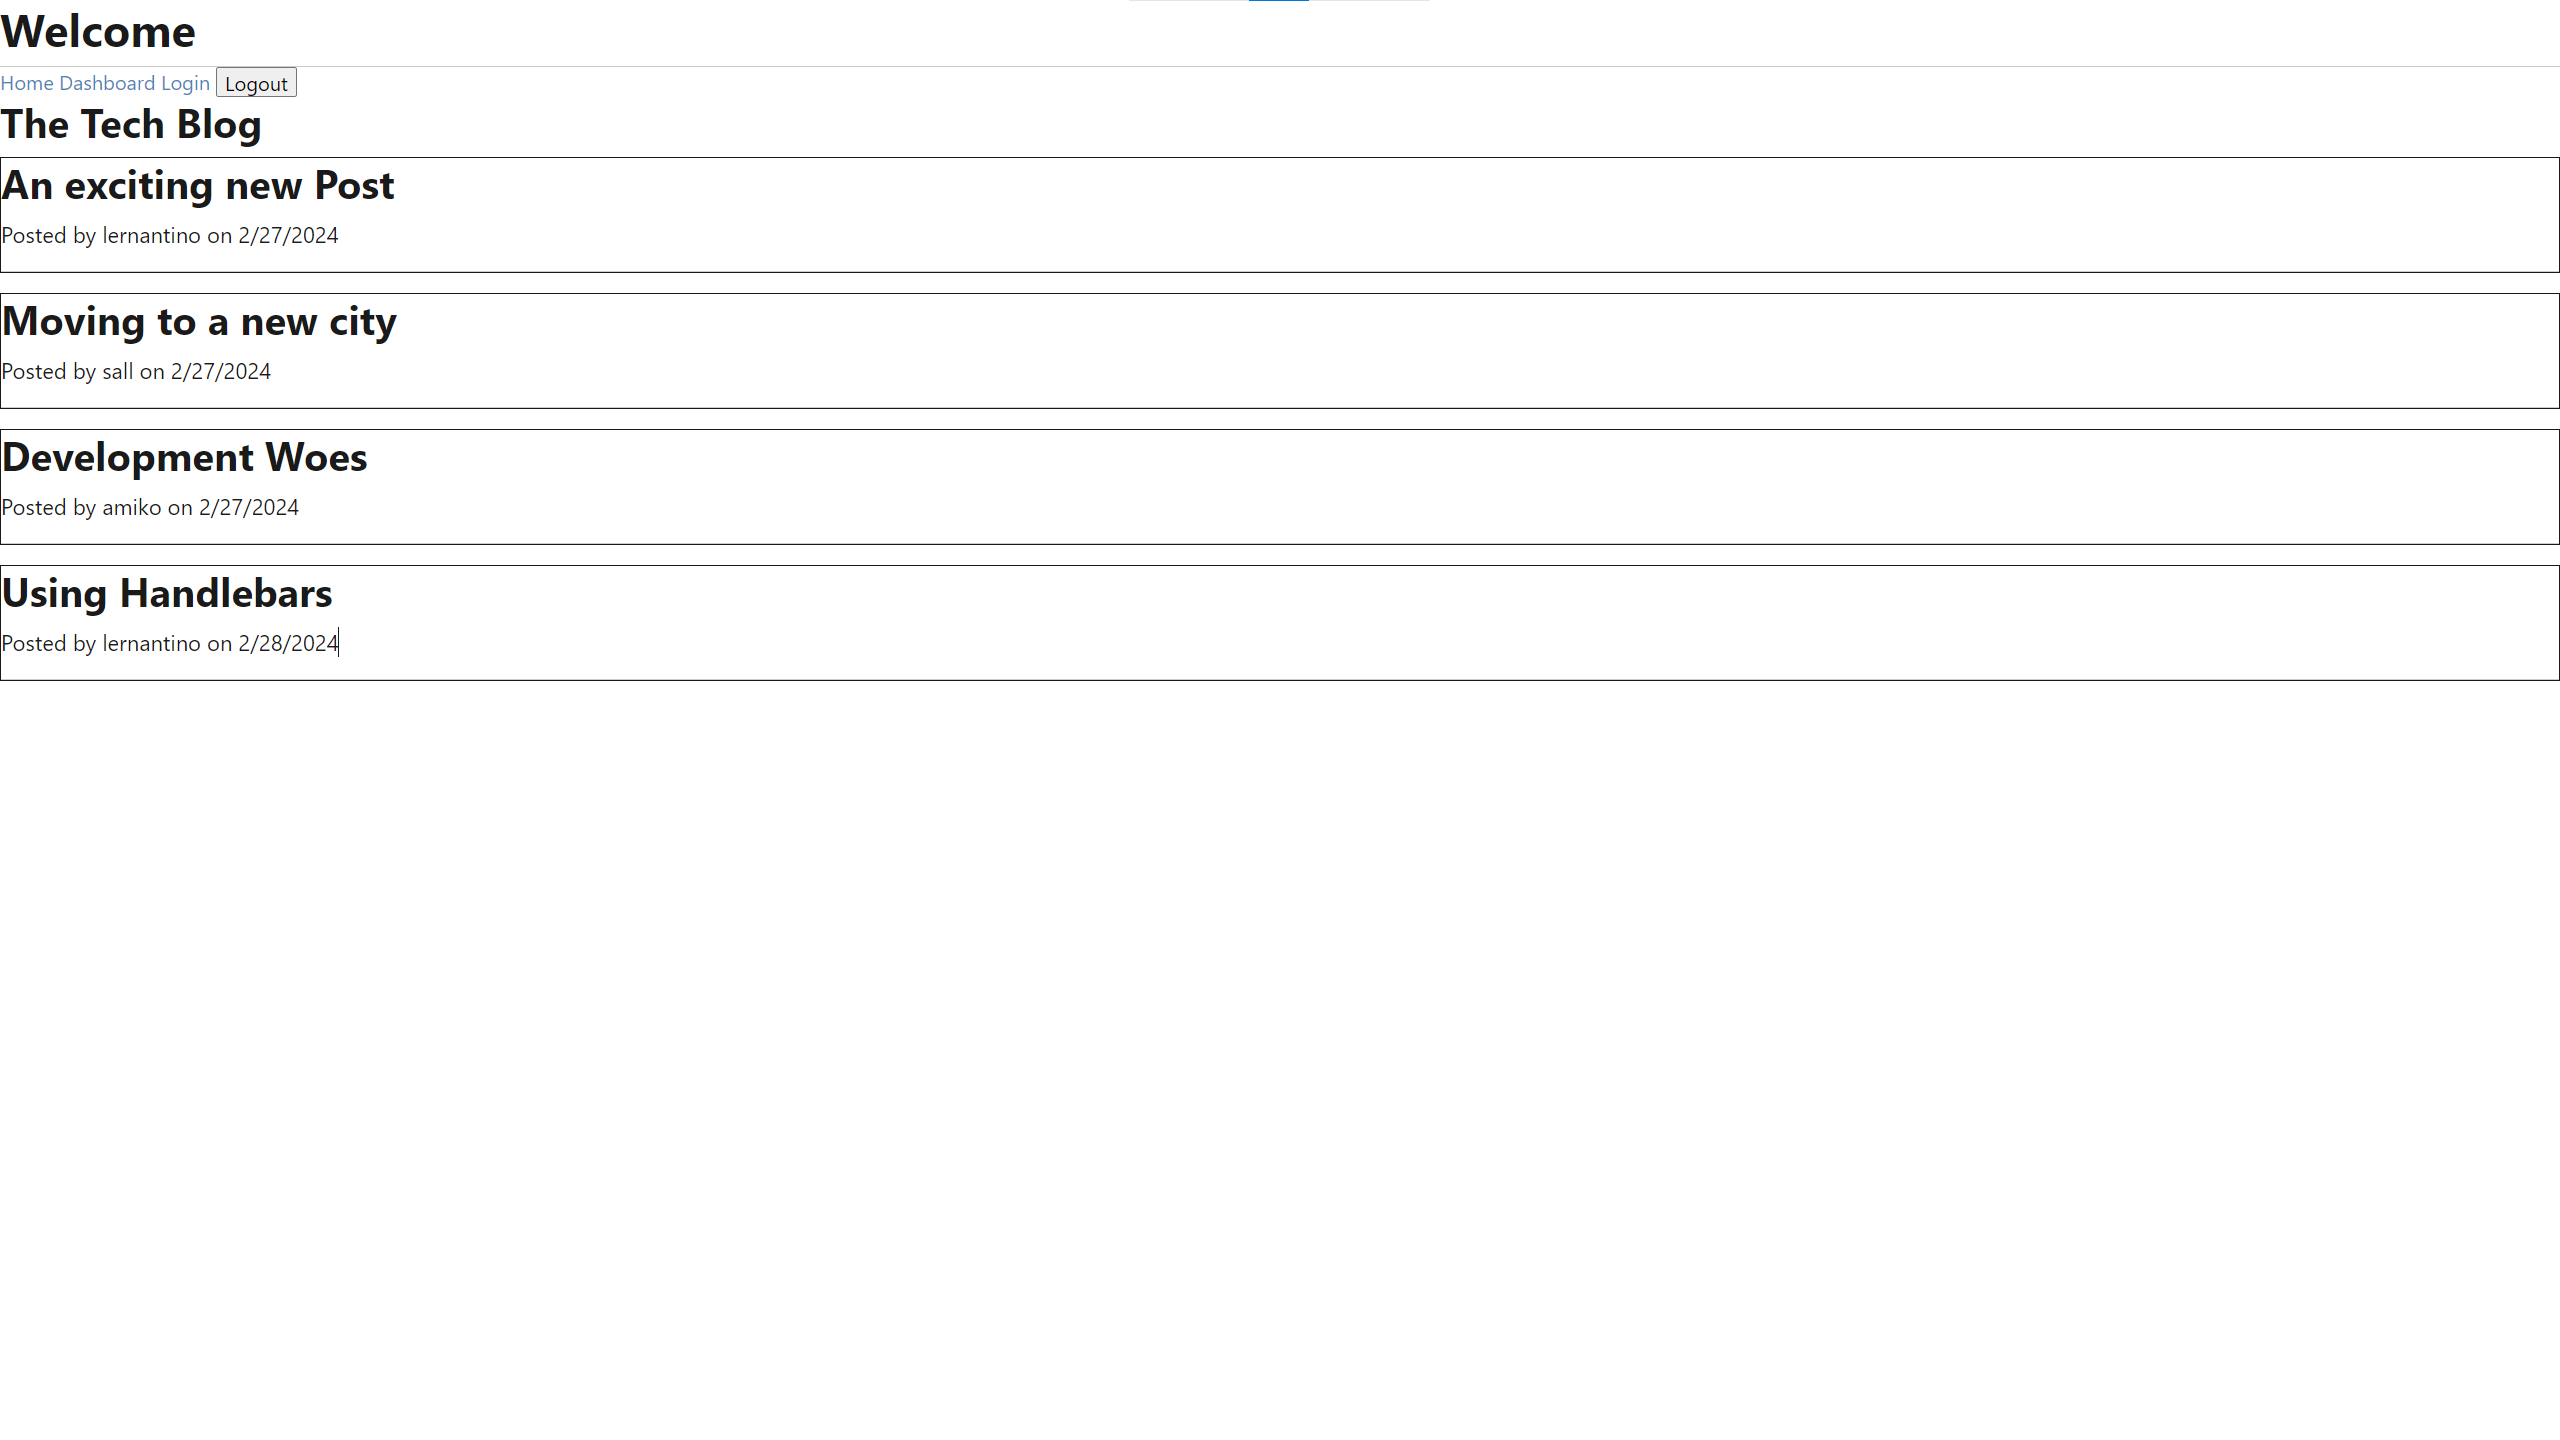 Welcome
Home Dashboard Login Logout
The Tech Blog
An exciting new Post
Posted by lernantino on 2/27/2024
Moving to a new city
Posted by sall on 2/27/2024
Development Woes
Posted by amiko on 2/27/2024
Using Handlebars
Posted by lernantino on 2/28/2024